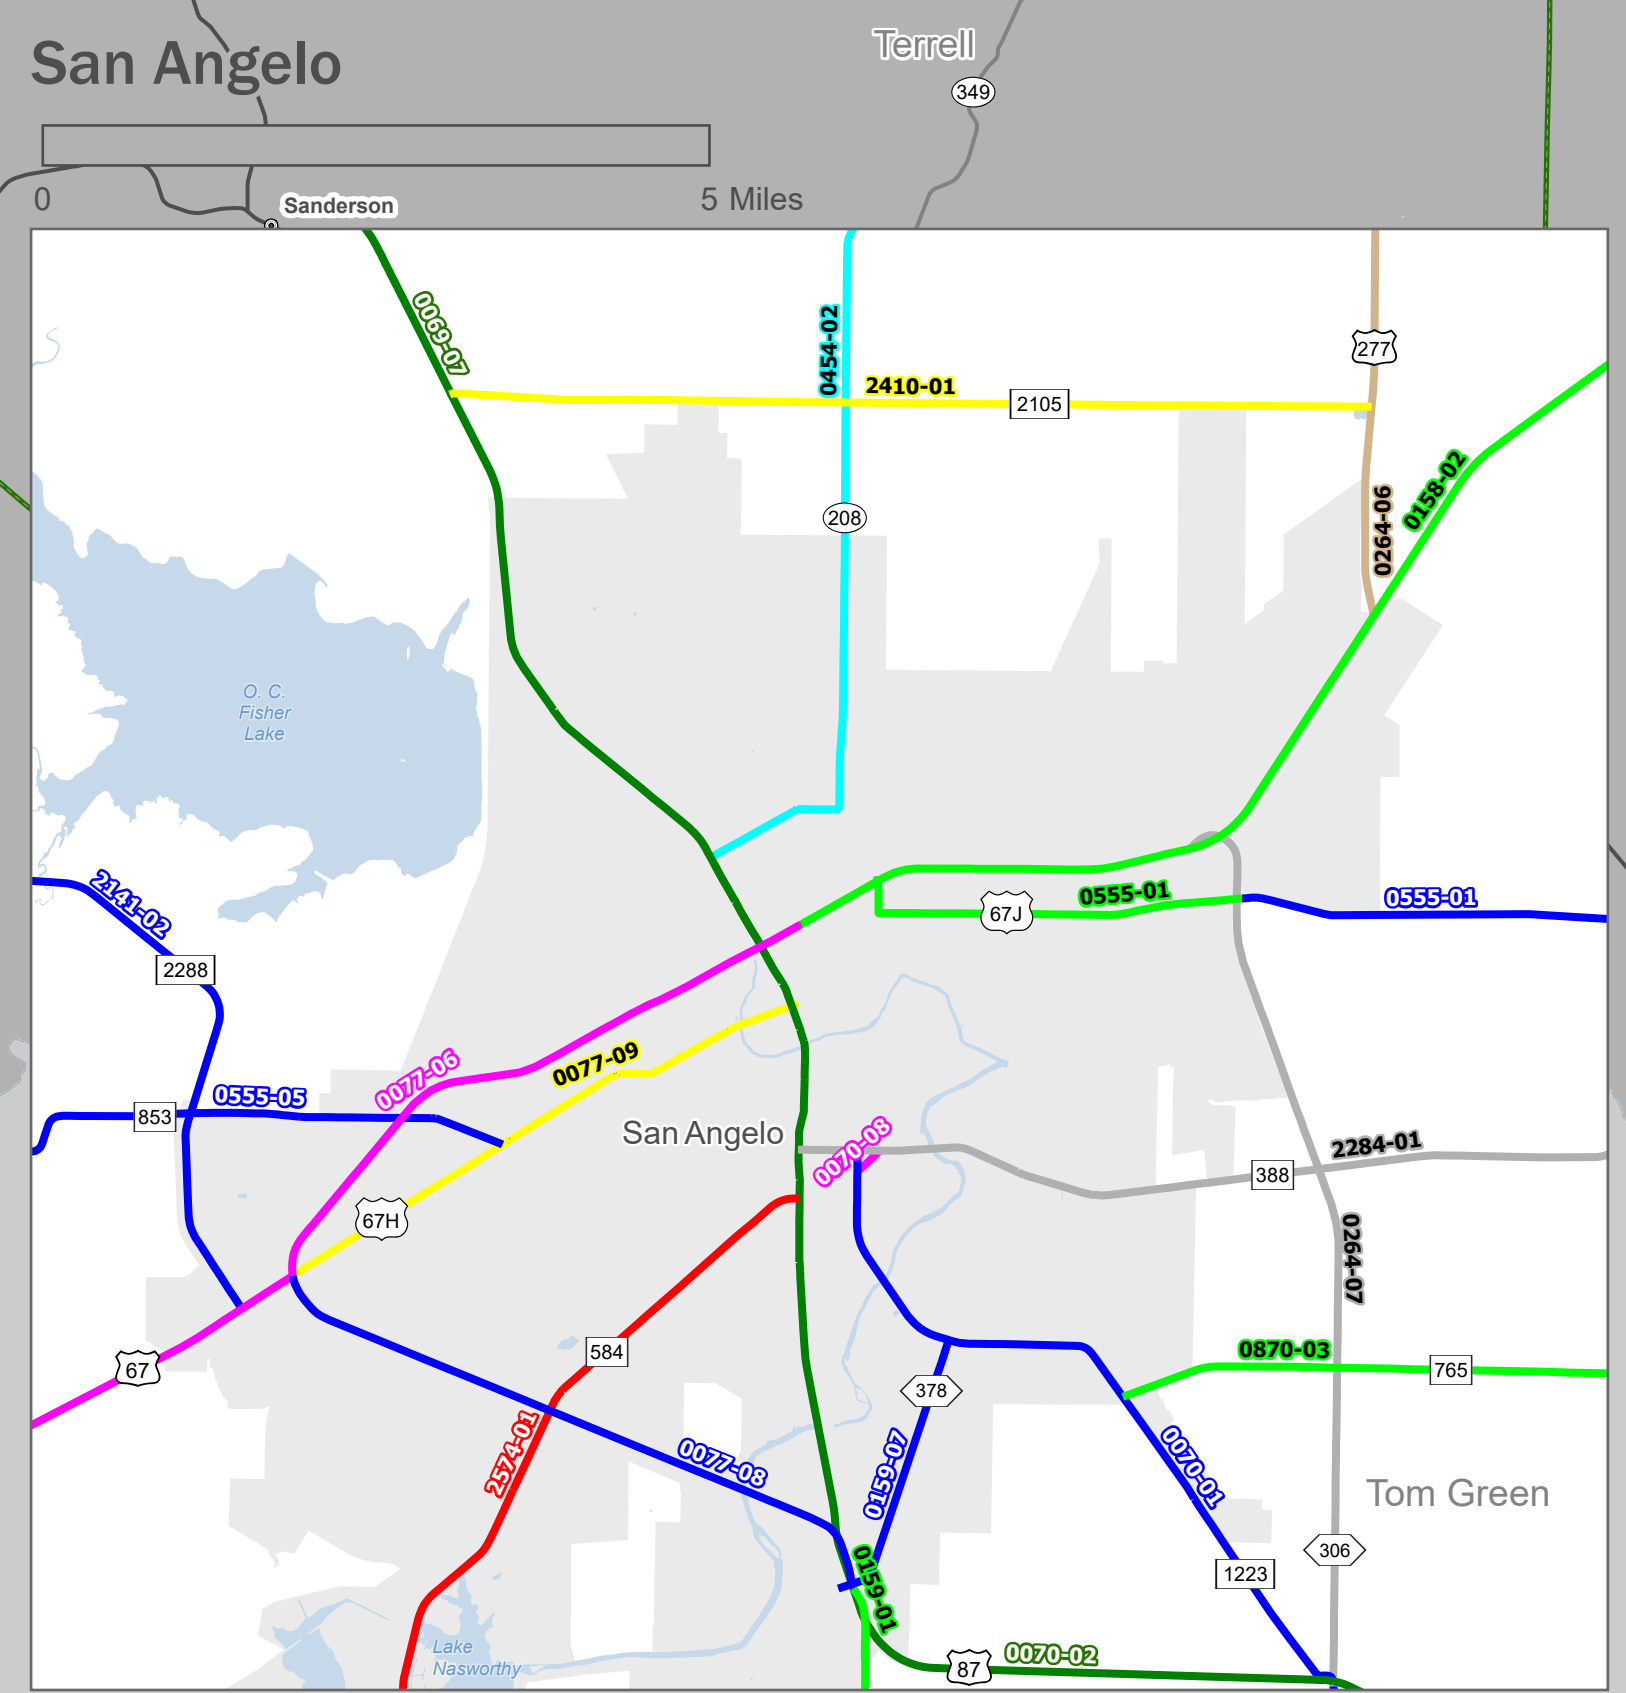 San Angelo
Terrell
349
0
5 Miles
Sanderson
0069-07
0454-02
2410-01
2105
277
208
0264-06
0158-02
O. C.
Fisher
Lake
2141-02
2288
0555-01
67J
0555-01
0077-06
0077-09
0555-05
853
San Angelo
0070-08
2284-01
388
67H
0264-07
67
584
0870-03
765
378
2574-01
0077-08
0159-07
0070-01
Tom Green
306
1223
0159-01
Lake
Nasworthy
87
0070-02